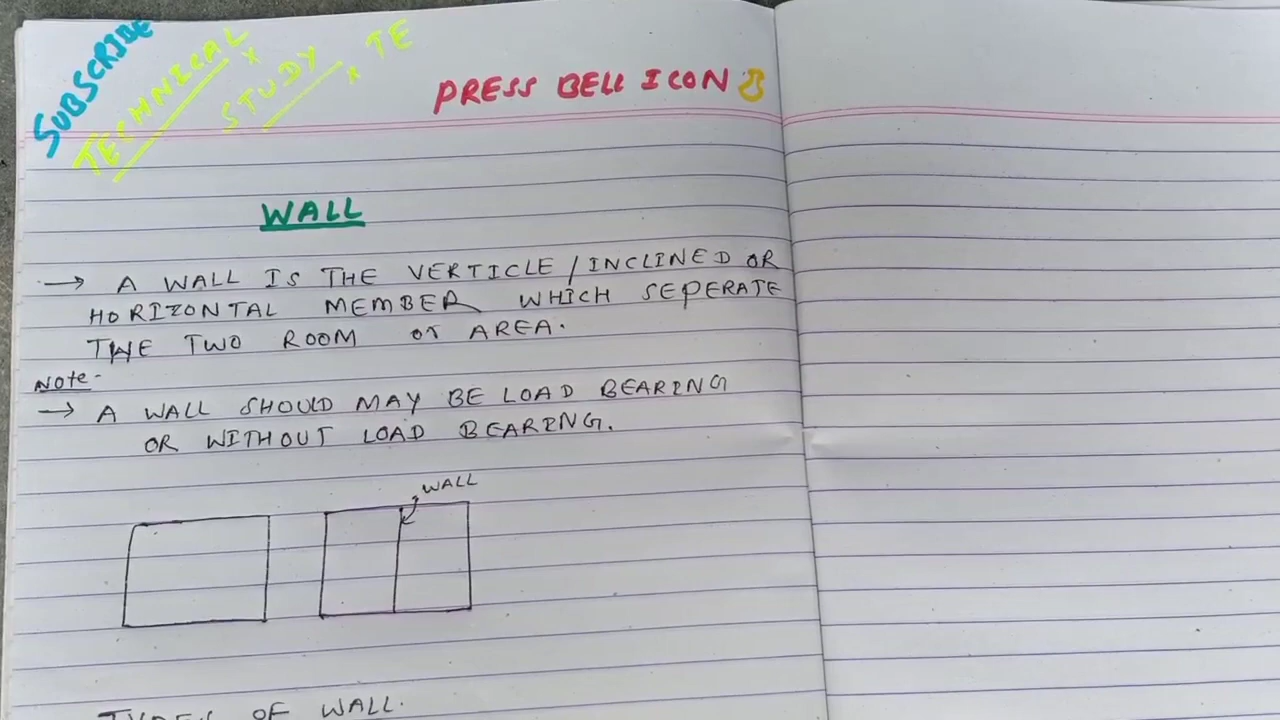 SUBSCRIBE
TECHNICAL x
STUDY x TE
PRESS BELL ICON
WALL
→ A WALL IS THE VERTICLE / INCLINED OR
HORIZONTAL MEMBER WHICH SEPERATE
THE TWO ROOM or AREA.
Note-
→ A WALL SHOULD MAY BE LOAD BEARING
OR WITHOUT LOAD BEARING.
WALL
TYPES OF WALL.